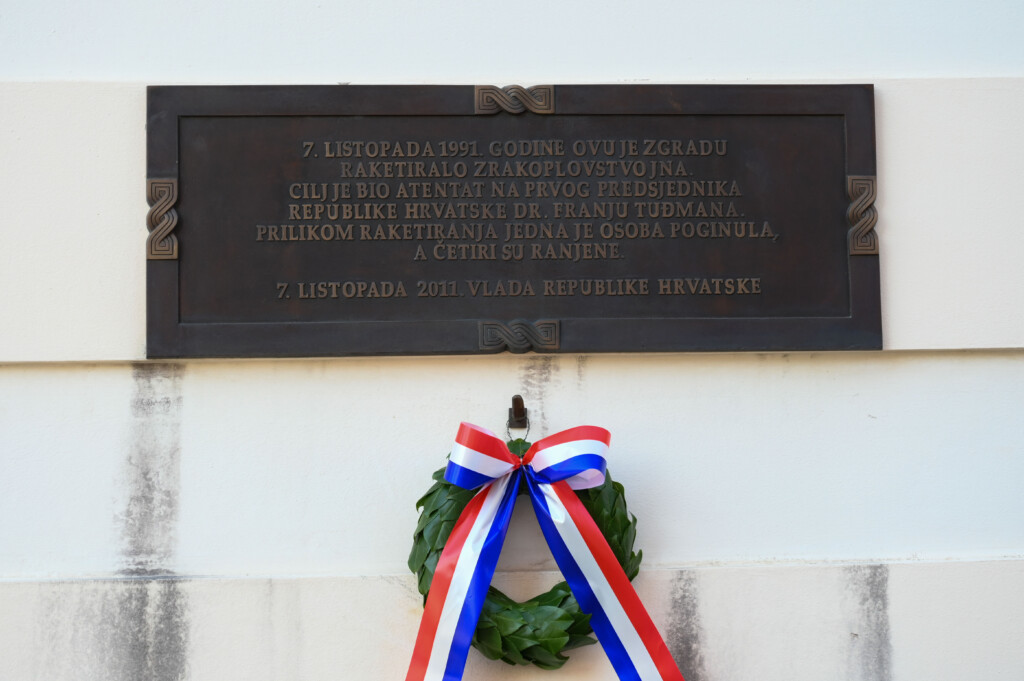 7. LISTOPADA 1991. GODINE OVU JE ZGRADU
RAKETIRALO ZRAKOPLOVSTVO JNA.
CILJ JE BIO ATENTAT NA PRVOG PREDSJEDNIKA
REPUBLIKE HRVATSKE DR. FRANJU TUĐMANA.
PRILIKOM RAKETIRANJA JEDNA JE OSOBA POGINULA,
A ČETIRI SU RANJENE.
7. LISTOPADA 2011. VLADA REPUBLIKE HRVATSKE